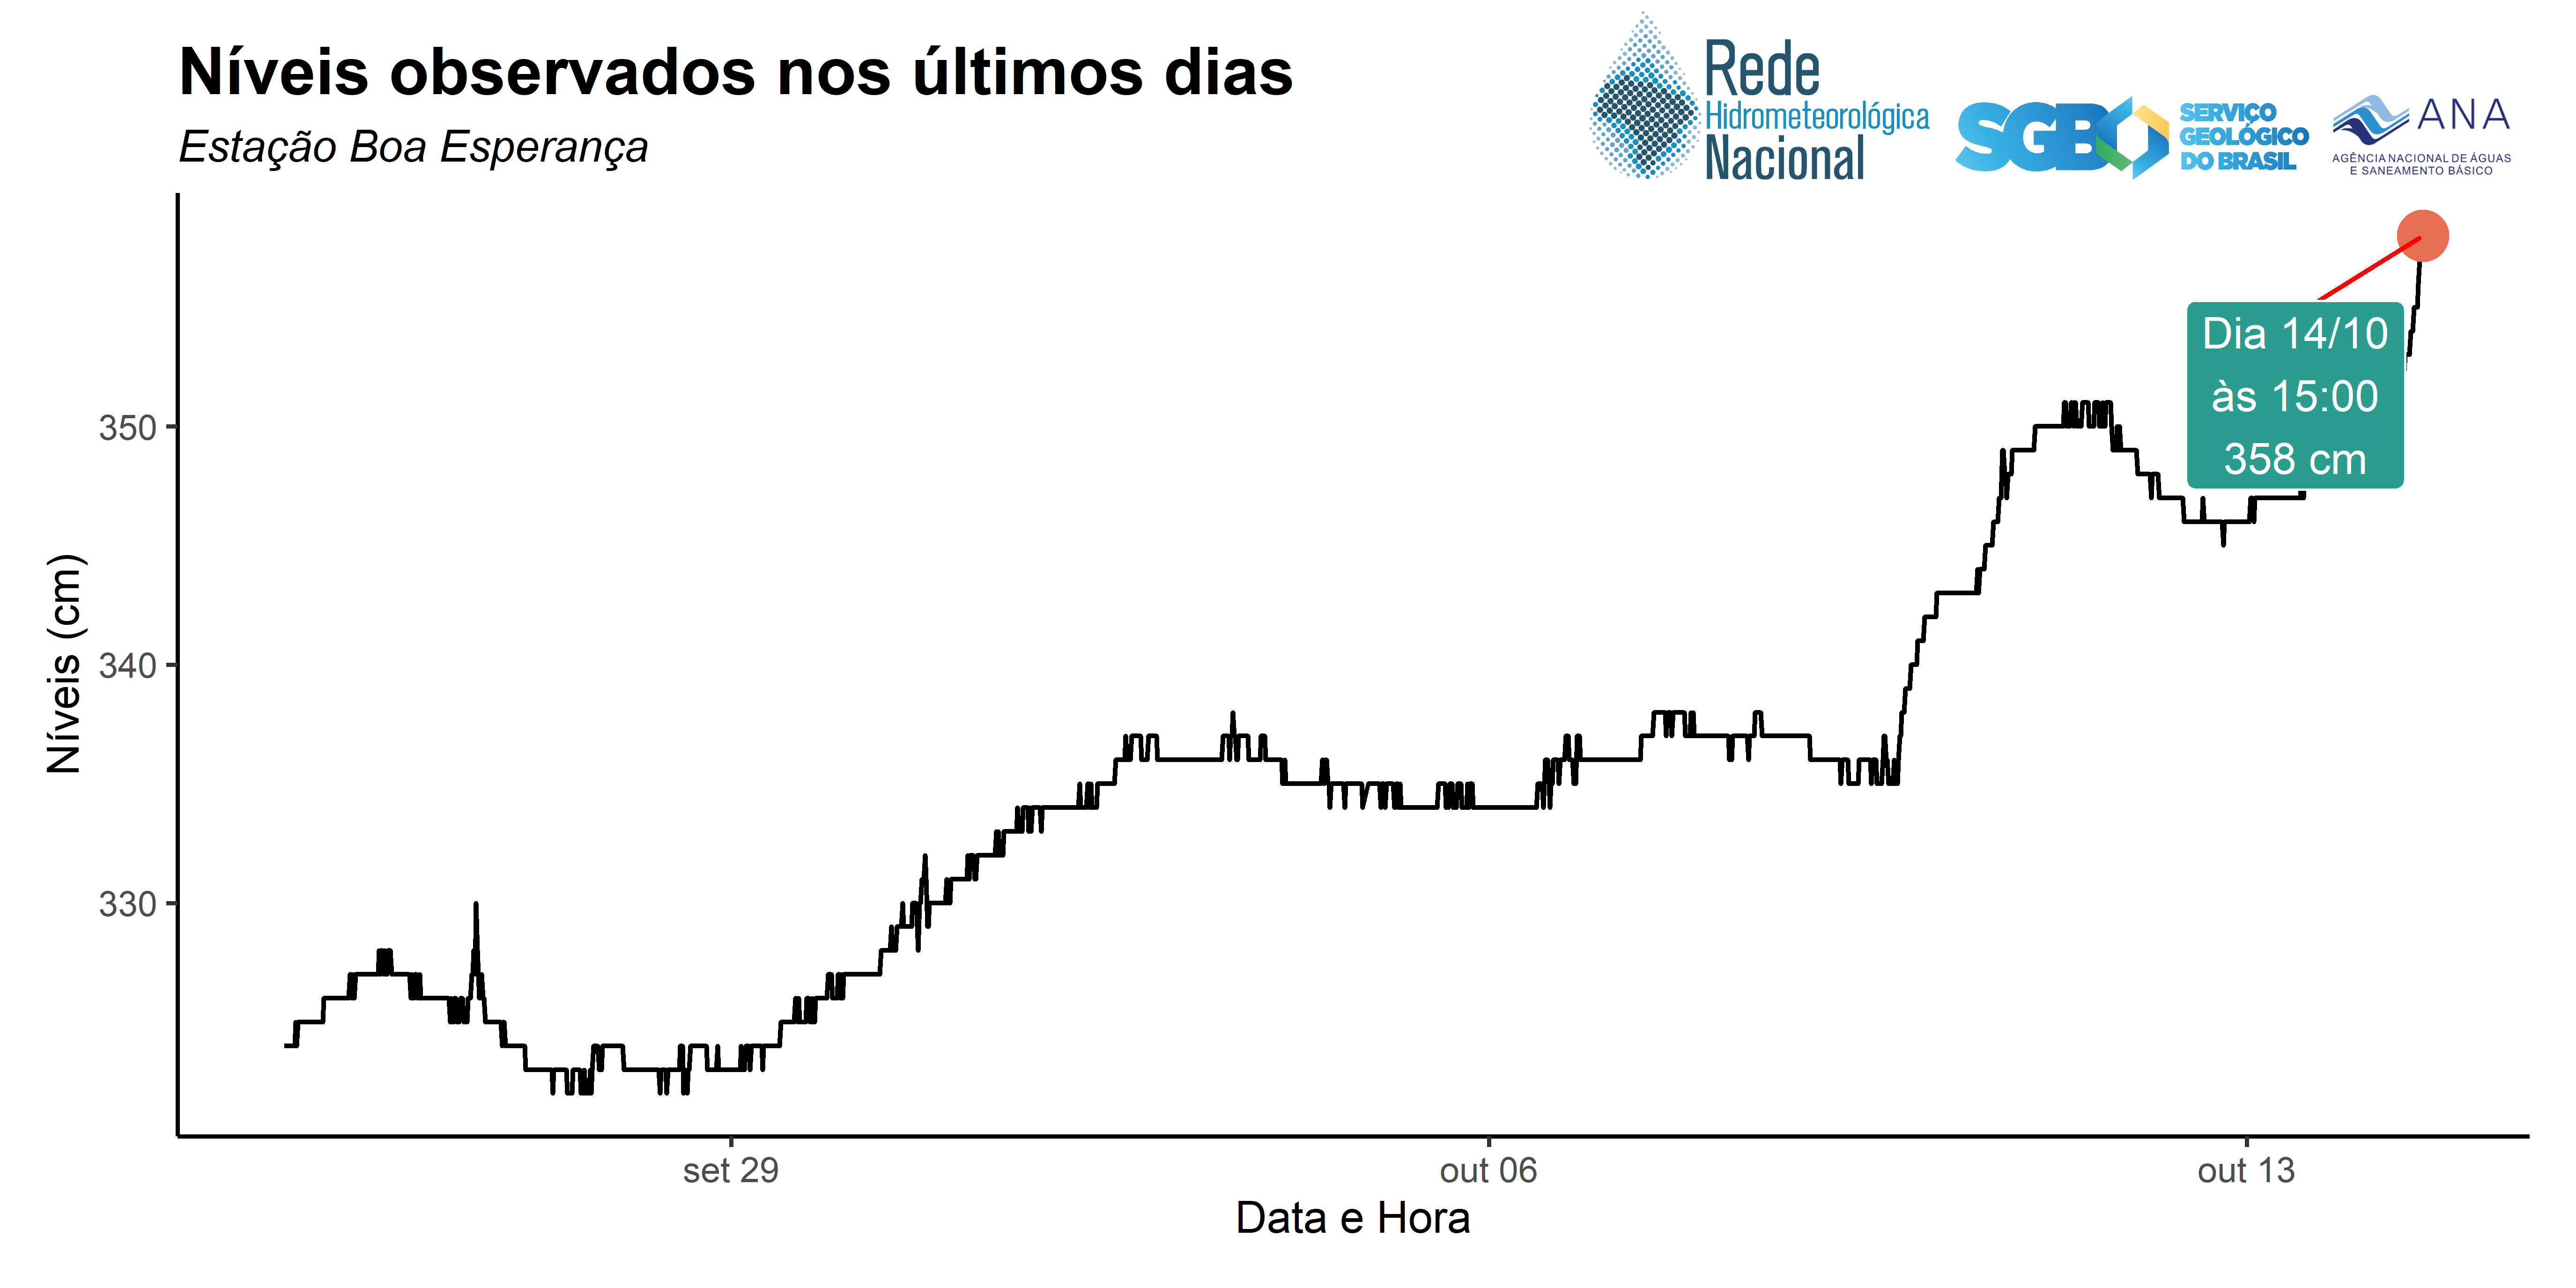 Níveis observados nos últimos dias
Estação Boa Esperança
Rede
Hidrometeorológica
Nacional
SGB
SERVIÇO
GEOLÓGICO
DO BRASIL
ANA
AGÊNCIA NACIONAL DE ÁGUAS
E SANEAMENTO BÁSICO
Dia 14/10
às 15:00
358 cm
350
340
330
Níveis (cm)
set 29
out 06
out 13
Data e Hora